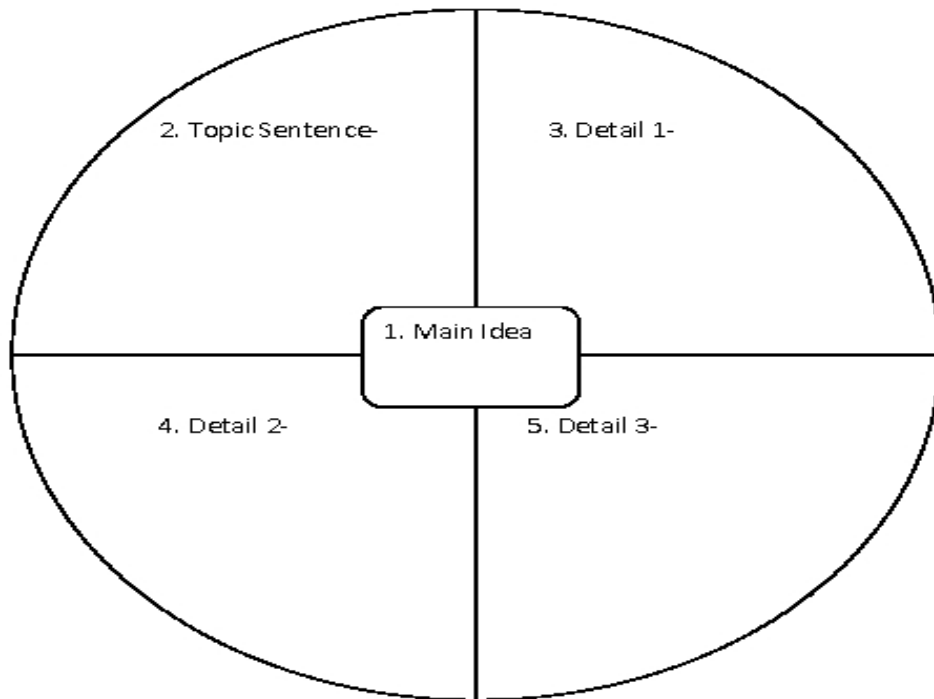 2. Topic Sentence-
3. Detail 1-
1. Main Idea
4. Detail 2-
5. Detail 3-